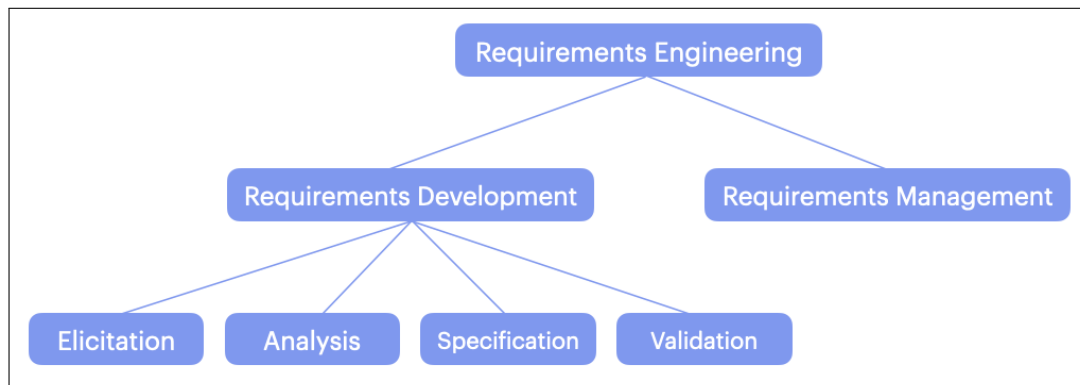 Requirements Engineering
Requirements Development
Requirements Management
Elicitation
Analysis
Specification
Validation